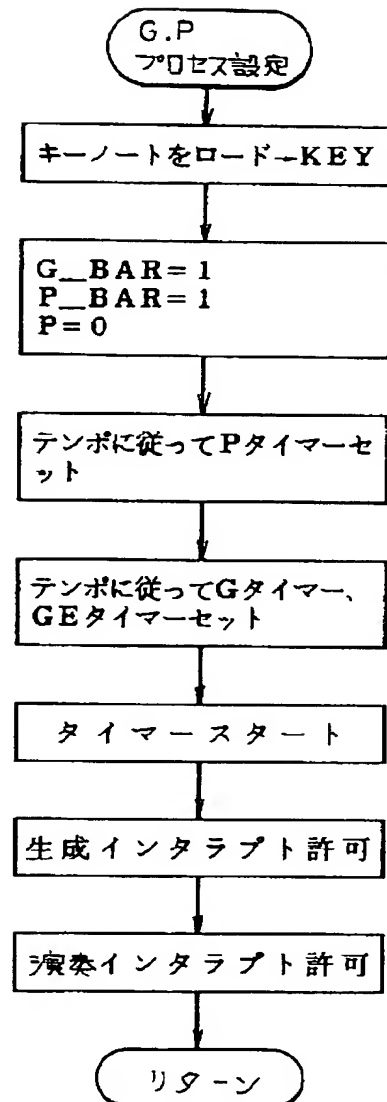 G.P
プロセス設定
キーノートをロード→KEY
G__BAR=1
P__BAR=1
P=0
テンポに従ってPタイマーセ
ット
テンポに従ってGタイマー、
GEタイマーセット
タイマースタート
生成インタラプト許可
演奏インタラプト許可
リターン